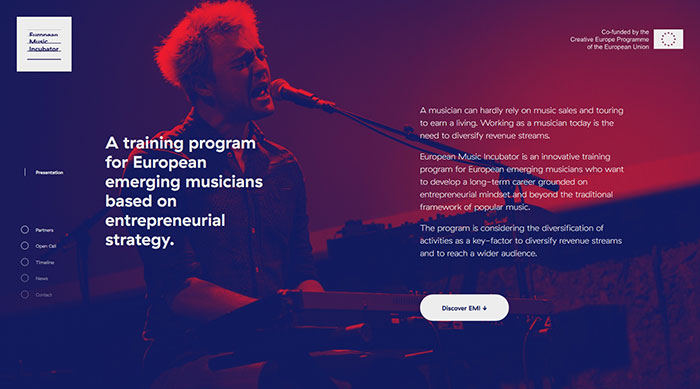 European
Music
Incubator
Co-funded by the
Creative Europe Programme
of the European Union
A training program
for European
emerging musicians
based on
entrepreneurial
strategy.
A musician can hardly rely on music sales and touring
to earn a living. Working as a musician today is the
need to diversify revenue streams.
European Music Incubator is an innovative training
program for European emerging musicians who want
to develop a long-term career grounded on
entrepreneurial mindset and beyond the traditional
framework of popular music.
The program is considering the diversification of
activities as a key-factor to diversify revenue streams
and to reach a wider audience.
Discover EMI ↓
Presentation
Partners
Open Call
Timeline
News
Contact